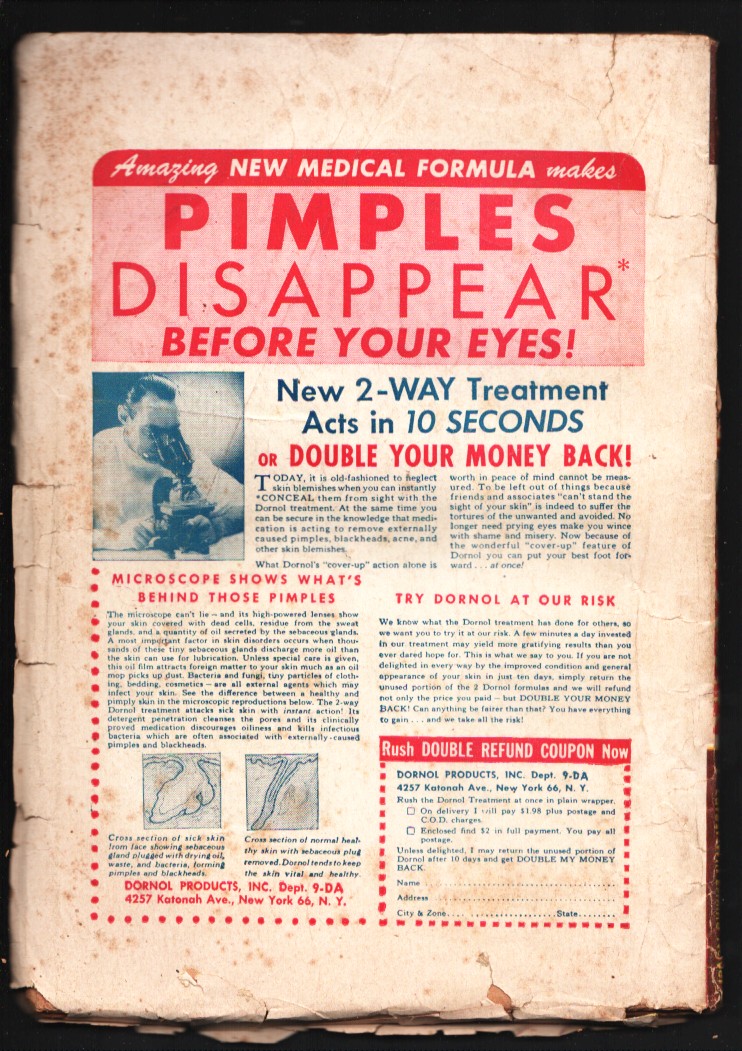 Amazing NEW MEDICAL FORMULA makes
PIMPLES
DISAPPEAR*
BEFORE YOUR EYES!
New 2-WAY Treatment
Acts in 10 SECONDS
OR DOUBLE YOUR MONEY BACK!
TODAY, it is old-fashioned to neglect
skin blemishes when you can instantly
*CONCEAL them from sight with the
Dornol treatment. At the same time you
can be secure in the knowledge that medi-
cation is acting to remove externally
caused pimples, blackheads, acne, and
other skin blemishes.
What Dornol's "cover-up" action alone is
worth in peace of mind cannot be meas-
ured. To be left out of things because
friends and associates "can't stand the
sight of your skin" is indeed to suffer the
tortures of the unwanted and avoided. No
longer need prying eyes make you wince
with shame and misery. Now because of
the wonderful "cover-up" feature of
Dornol you can put your best foot for-
ward . . . at once!
MICROSCOPE SHOWS WHAT'S
BEHIND THOSE PIMPLES
The microscope can't lie — and its high-powered lenses show
your skin covered with dead cells, residue from the sweat
glands, and a quantity of oil secreted by the sebaceous glands.
A most important factor in skin disorders occurs when thou-
sands of these tiny sebaceous glands discharge more oil than
the skin can use for lubrication. Unless special care is given,
this oil film attracts foreign matter to your skin much as an oil
mop picks up dust. Bacteria and fungi, tiny particles of cloth-
ing, bedding, cosmetics — are all external agents which may
infect your skin. See the difference between a healthy and
pimply skin in the microscopic reproductions below. The 2-way
Dornol treatment attacks sick skin with instant action! Its
detergent penetration cleanses the pores and its clinically
proved medication discourages oiliness and kills infectious
bacteria which are often associated with externally-caused
pimples and blackheads.
Cross section of sick skin
from face showing sebaceous
gland plugged with drying oil,
waste, and bacteria, forming
pimples and blackheads.
Cross section of normal heal-
thy skin with sebaceous plug
removed. Dornol tends to keep
the skin vital and healthy.
DORNOL PRODUCTS, INC. Dept. 9-DA
4257 Katonah Ave., New York 66, N. Y.
TRY DORNOL AT OUR RISK
We know what the Dornol treatment has done for others, so
we want you to try it at our risk. A few minutes a day invested
in our treatment may yield more gratifying results than you
ever dared hope for. This is what we say to you. If you are not
delighted in every way by the improved condition and general
appearance of your skin in just ten days, simply return the
unused portion of the 2 Dornol formulas and we will refund
not only the price you paid — but DOUBLE YOUR MONEY
BACK! Can anything be fairer than that? You have everything
to gain . . . and we take all the risk!
Rush DOUBLE REFUND COUPON Now
DORNOL PRODUCTS, INC. Dept. 9-DA
4257 Katonah Ave., New York 66, N. Y.
Rush the Dornol Treatment at once in plain wrapper.
On delivery I will pay $1.98 plus postage and
C.O.D. charges.
Enclosed find $2 in full payment. You pay all
postage.
Unless delighted, I may return the unused portion of
Dornol after 10 days and get DOUBLE MY MONEY
BACK.
Name
Address
City & Zone.... State